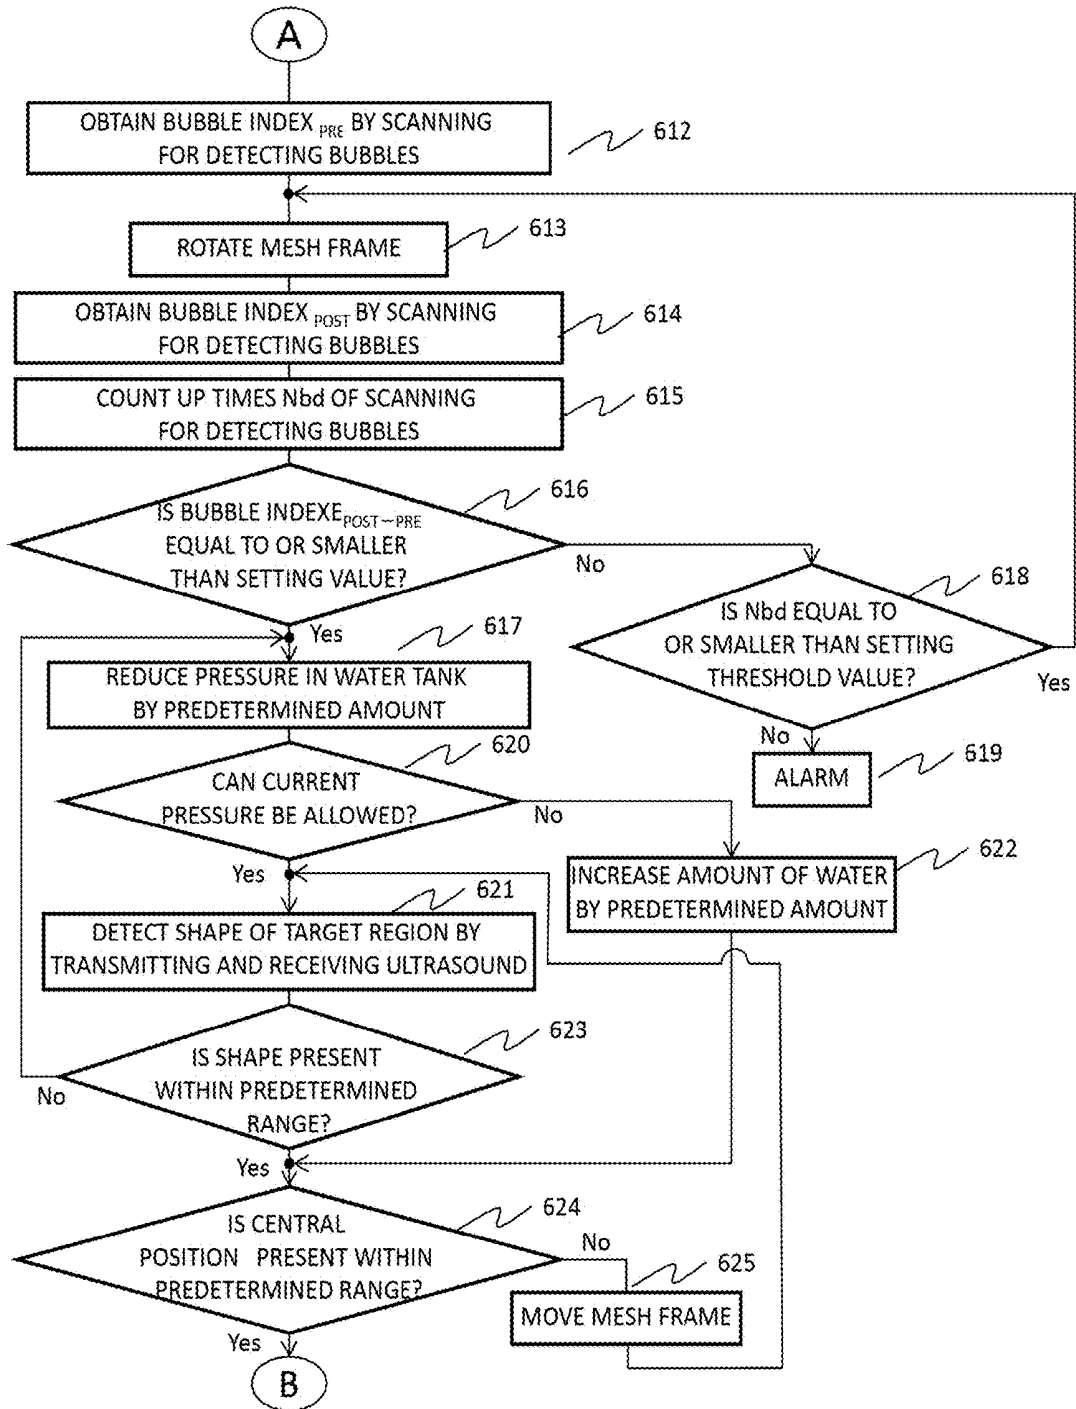 A
OBTAIN BUBBLE INDEX PRE BY SCANNING
FOR DETECTING BUBBLES
612
ROTATE MESH FRAME
613
OBTAIN BUBBLE INDEX POST BY SCANNING
FOR DETECTING BUBBLES
614
COUNT UP TIMES Nbd OF SCANNING
FOR DETECTING BUBBLES
615
IS BUBBLE INDEXEPOST-PRE
EQUAL TO OR SMALLER
THAN SETTING VALUE?
616
No
Yes
IS Nbd EQUAL TO
OR SMALLER THAN SETTING
THRESHOLD VALUE?
618
Yes
No
ALARM
619
REDUCE PRESSURE IN WATER TANK
BY PREDETERMINED AMOUNT
617
CAN CURRENT
PRESSURE BE ALLOWED?
620
No
Yes
INCREASE AMOUNT OF WATER
BY PREDETERMINED AMOUNT
622
DETECT SHAPE OF TARGET REGION BY
TRANSMITTING AND RECEIVING ULTRASOUND
621
IS SHAPE PRESENT
WITHIN PREDETERMINED
RANGE?
623
No
Yes
IS CENTRAL
POSITION PRESENT WITHIN
PREDETERMINED RANGE?
624
No
MOVE MESH FRAME
625
Yes
B